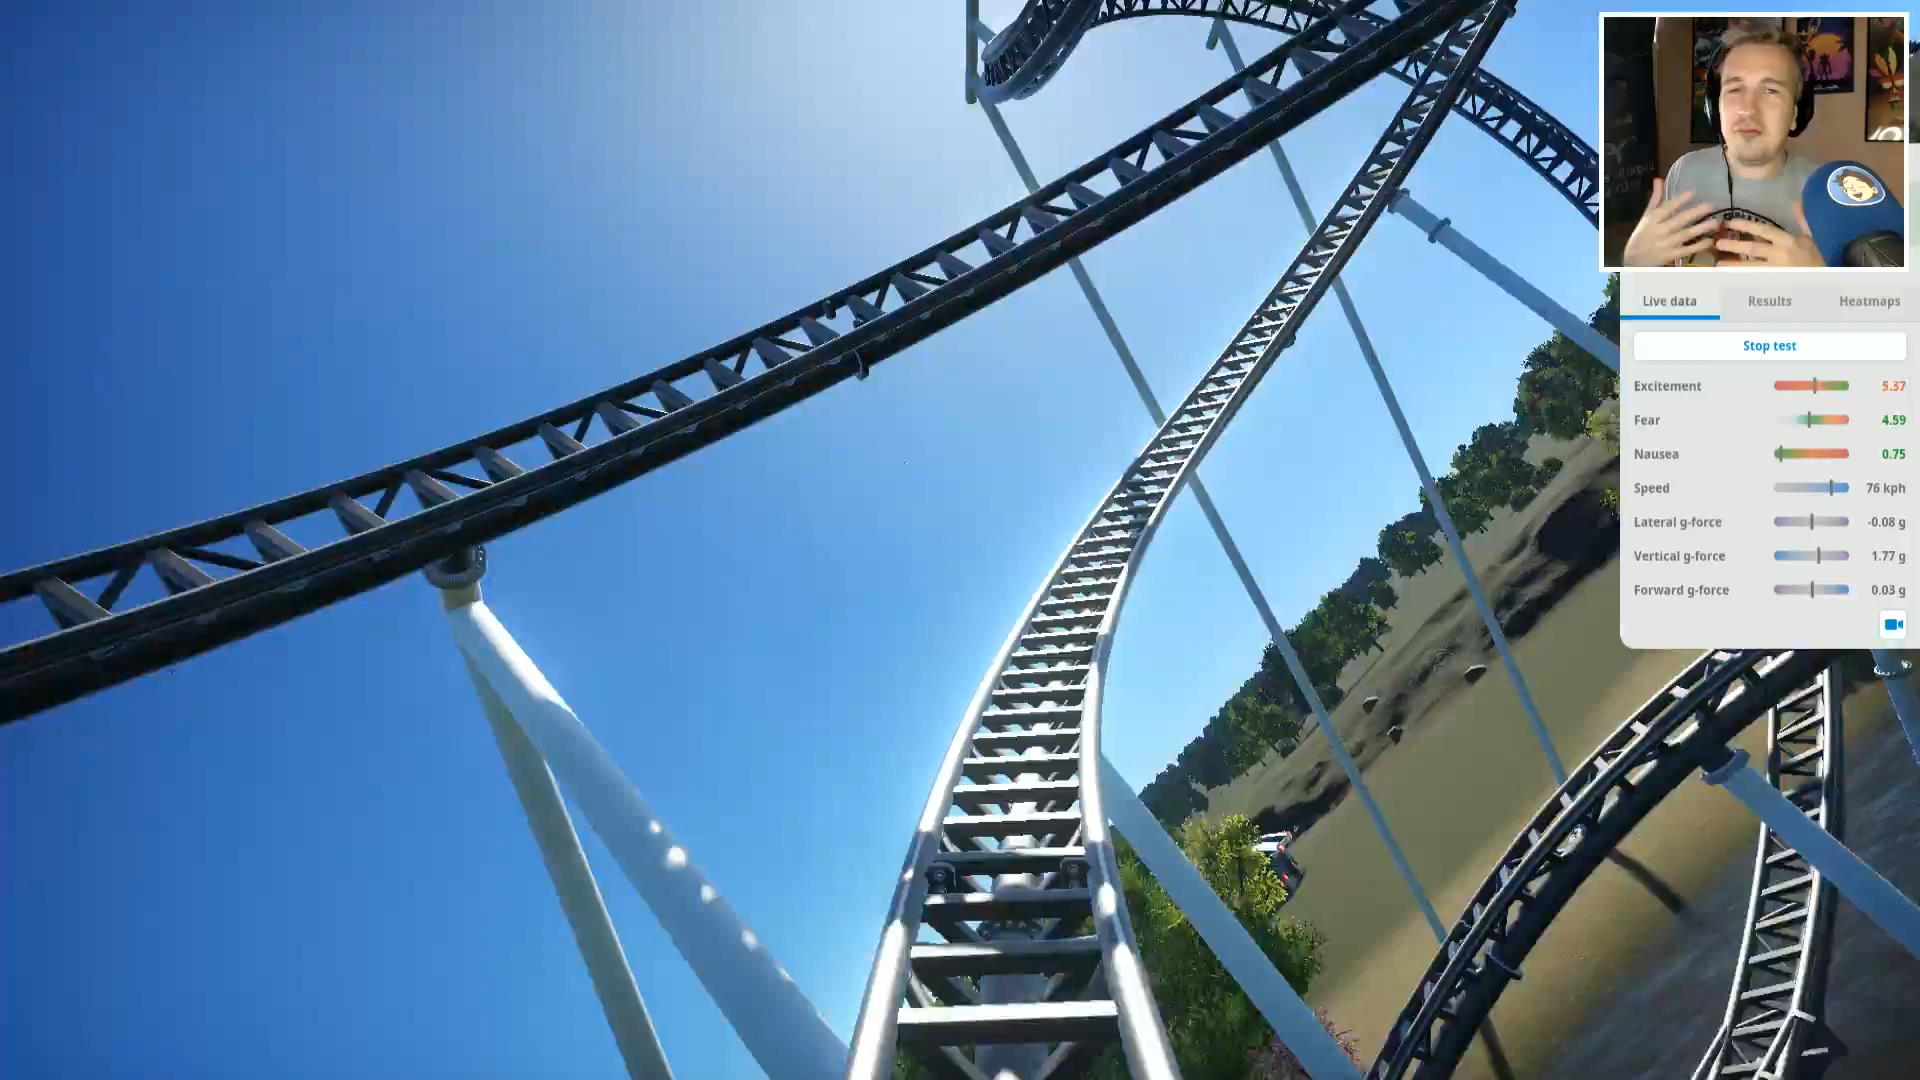 Live data Results Heatmaps
Stop test
Excitement 5.37
Fear 4.59
Nausea 0.75
Speed 76 kph
Lateral g-force -0.08 g
Vertical g-force 1.77 g
Forward g-force 0.03 g